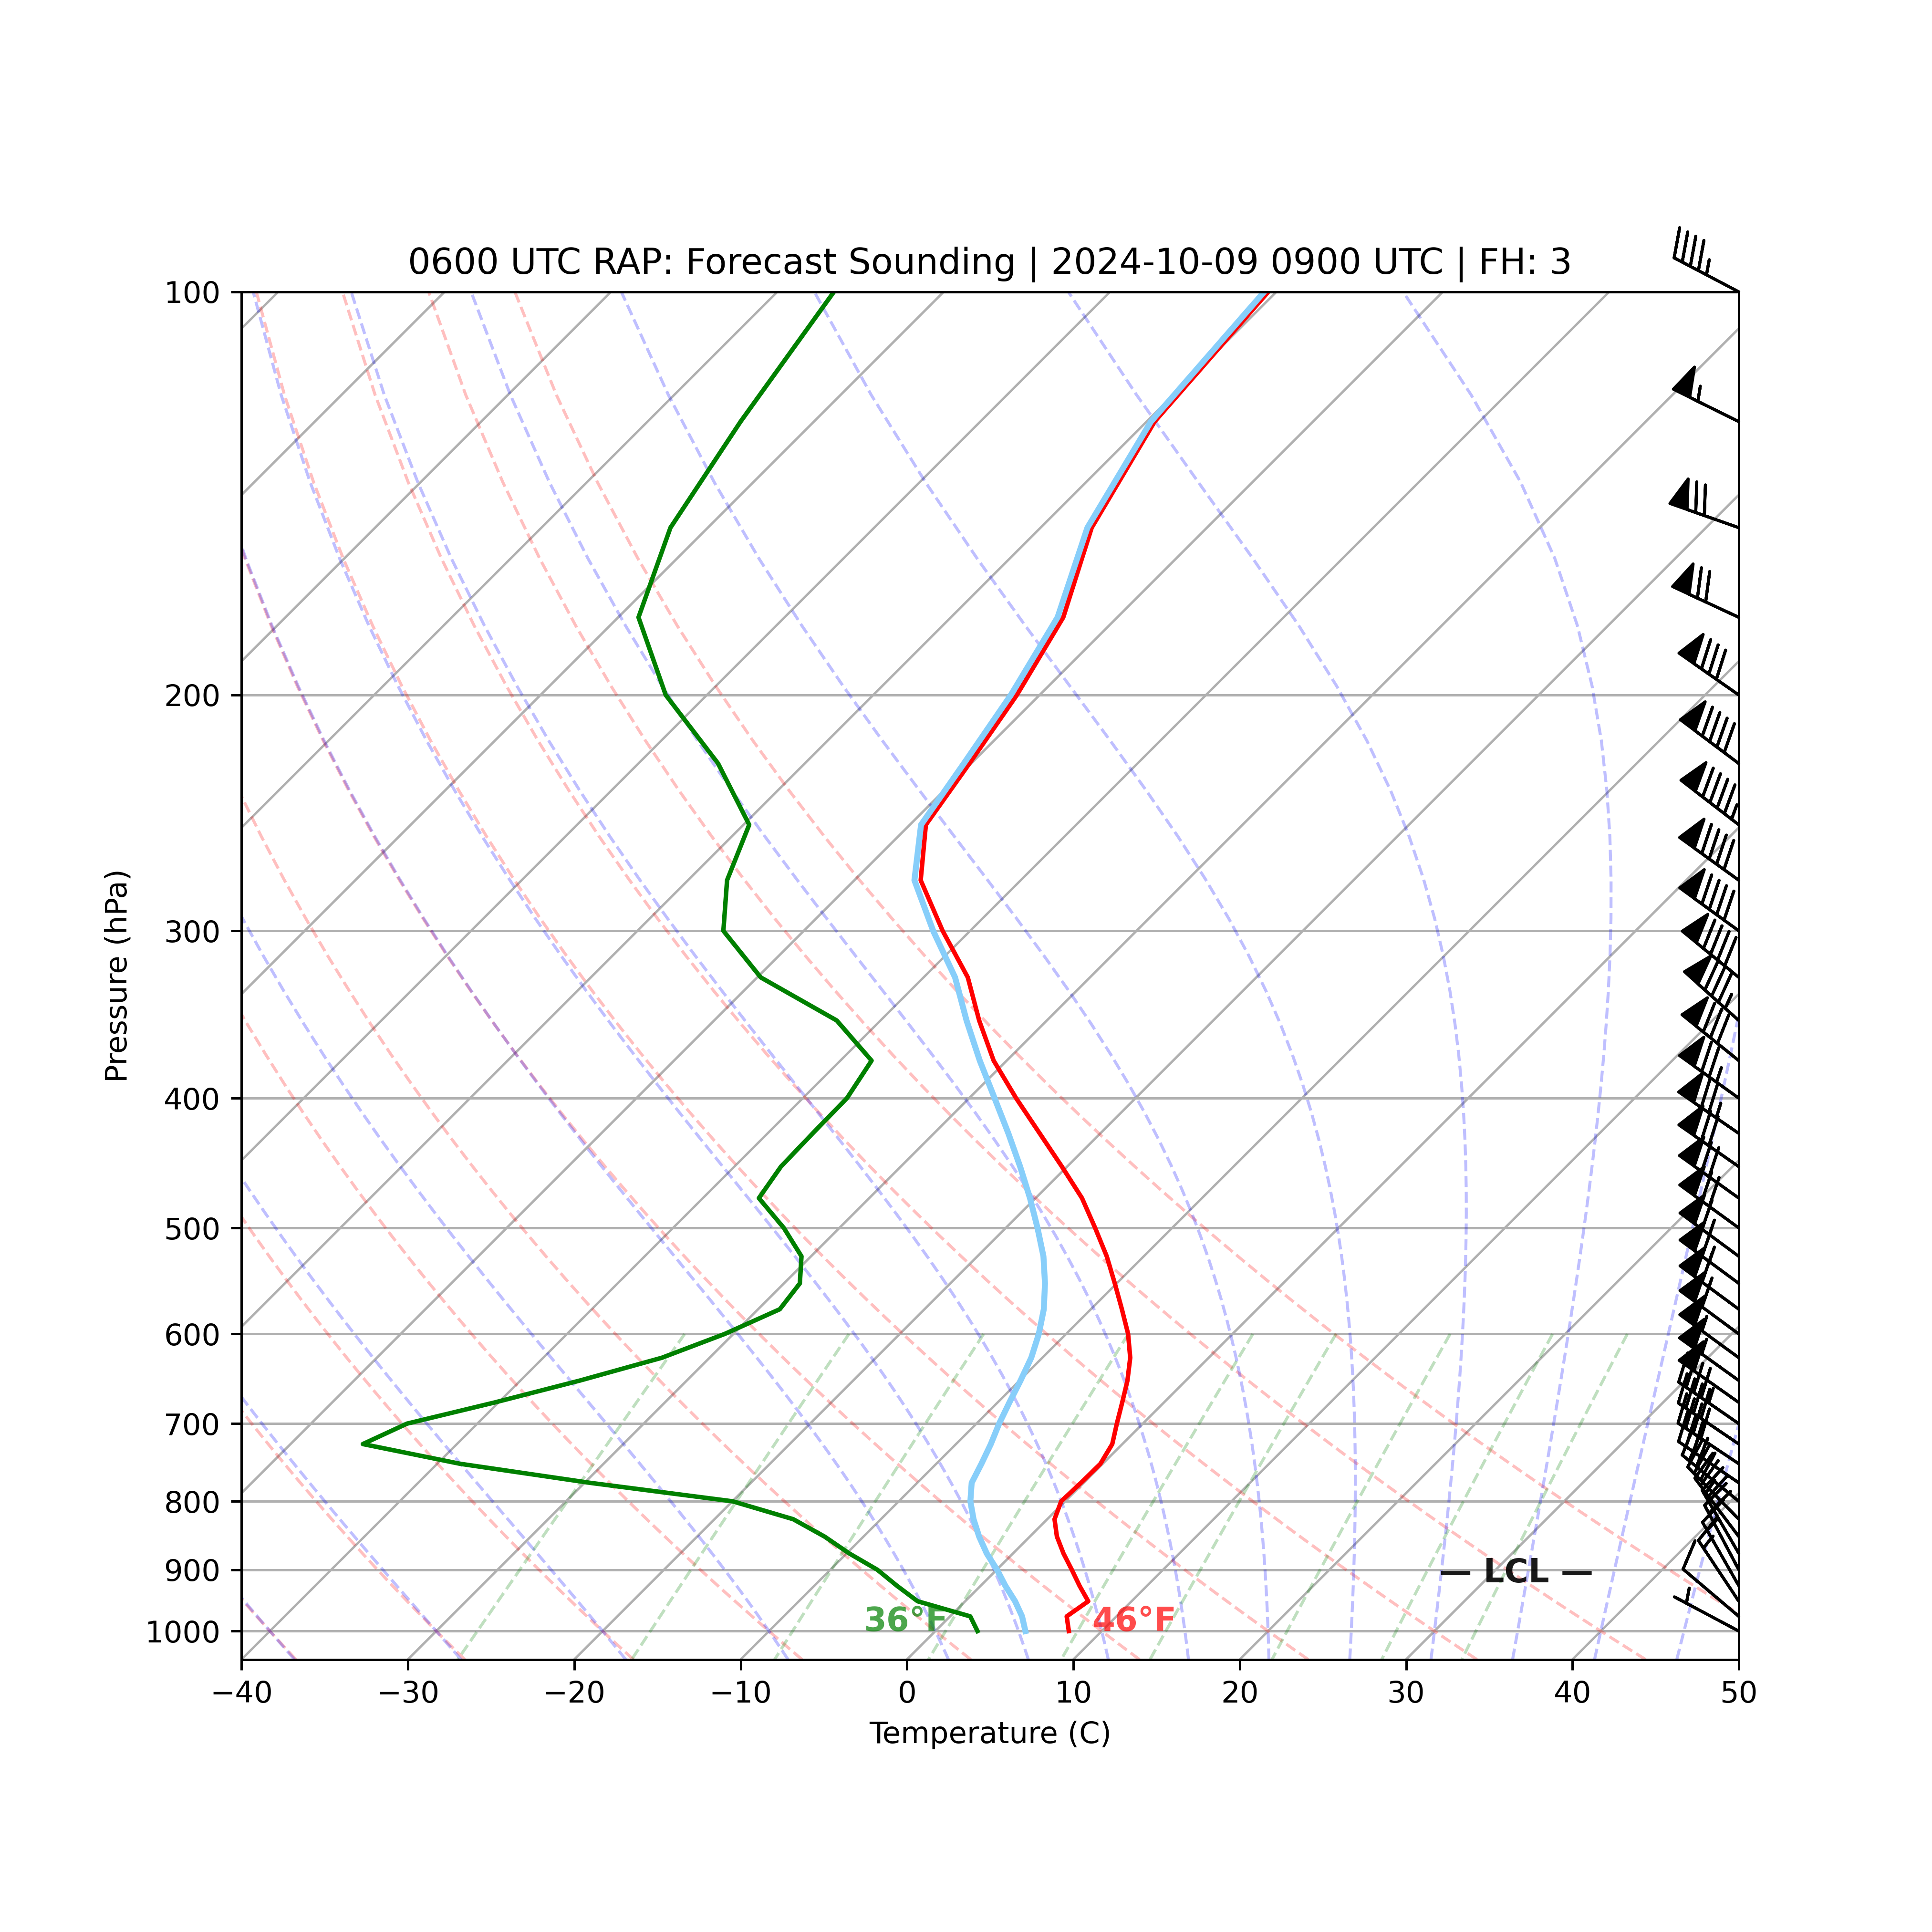 0600 UTC RAP: Forecast Sounding | 2024-10-09 0900 UTC | FH: 3
100
200
300
400
500
600
700
800
900
1000
Pressure (hPa)
— LCL —
36°F
46°F
−40 −30 −20 −10 0 10 20 30 40 50
Temperature (C)